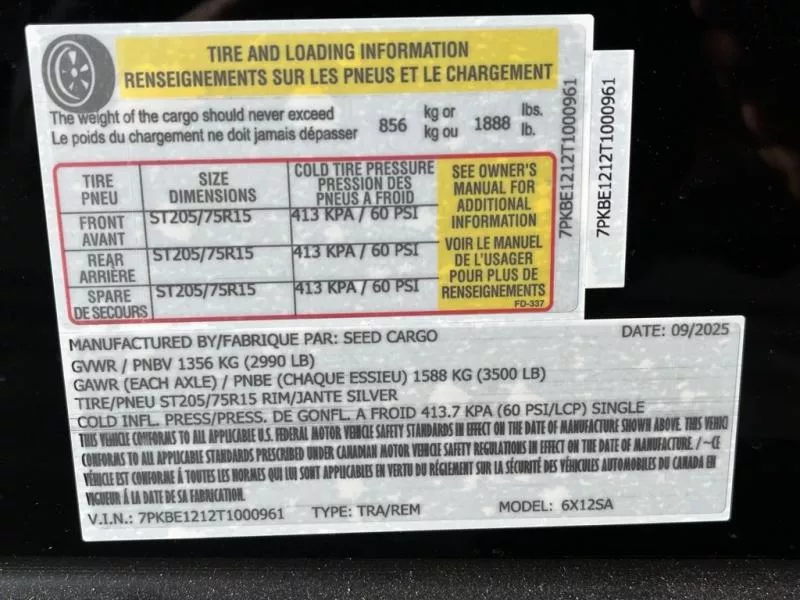 TIRE AND LOADING INFORMATION
RENSEIGNEMENTS SUR LES PNEUS ET LE CHARGEMENT
The weight of the cargo should never exceed 856 kg or 1888 lbs.
Le poids du chargement ne doit jamais dépasser kg ou lb.
TIRE PNEU
SIZE DIMENSIONS
COLD TIRE PRESSURE
PRESSION DES PNEUS A FROID
FRONT AVANT ST205/75R15 413 KPA / 60 PSI
REAR ARRIÈRE ST205/75R15 413 KPA / 60 PSI
SPARE DE SECOURS ST205/75R15 413 KPA / 60 PSI
SEE OWNER'S
MANUAL FOR
ADDITIONAL
INFORMATION
VOIR LE MANUEL
DE L'USAGER
POUR PLUS DE
RENSEIGNEMENTS
FD-337
7PKBE1212T1000961
7PKBE1212T1000961
MANUFACTURED BY/FABRIQUE PAR: SEED CARGO DATE: 09/2025
GVWR / PNBV 1356 KG (2990 LB)
GAWR (EACH AXLE) / PNBE (CHAQUE ESSIEU) 1588 KG (3500 LB)
TIRE/PNEU ST205/75R15 RIM/JANTE SILVER
COLD INFL. PRESS/PRESS. DE GONFL. A FROID 413.7 KPA (60 PSI/LCP) SINGLE
THIS VEHICLE CONFORMS TO ALL APPLICABLE U.S. FEDERAL MOTOR VEHICLE SAFETY STANDARDS IN EFFECT ON THE DATE OF MANUFACTURE SHOWN ABOVE. THIS VEHICl
CONFORMS TO ALL APPLICABLE STANDARDS PRESCRIBED UNDER CANADIAN MOTOR VEHICLE SAFETY REGULATIONS IN EFFECT ON THE DATE OF MANUFACTURE. / ~CE
VÉHICLE EST CONFORME À TOUTES LES NORMES QUI LUI SONT APPLICABLES EN VERTU DU RÉGLEMENT SUR LA SÉCURITÉ DES VÉHICULES AUTOMOBILES DU CANADA EN
VIGUEUR À LA DATE DE SA FABRICATION.
V.I.N.: 7PKBE1212T1000961 TYPE: TRA/REM MODEL: 6X12SA